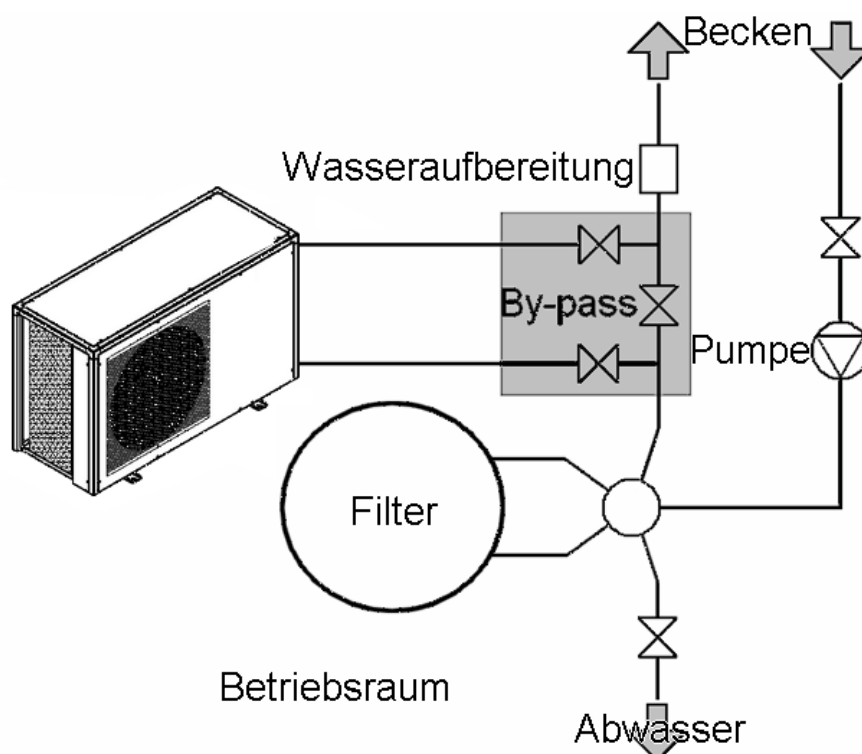 Becken
Wasseraufbereitung
By-pass
Pumpe
Filter
Betriebsraum
Abwasser